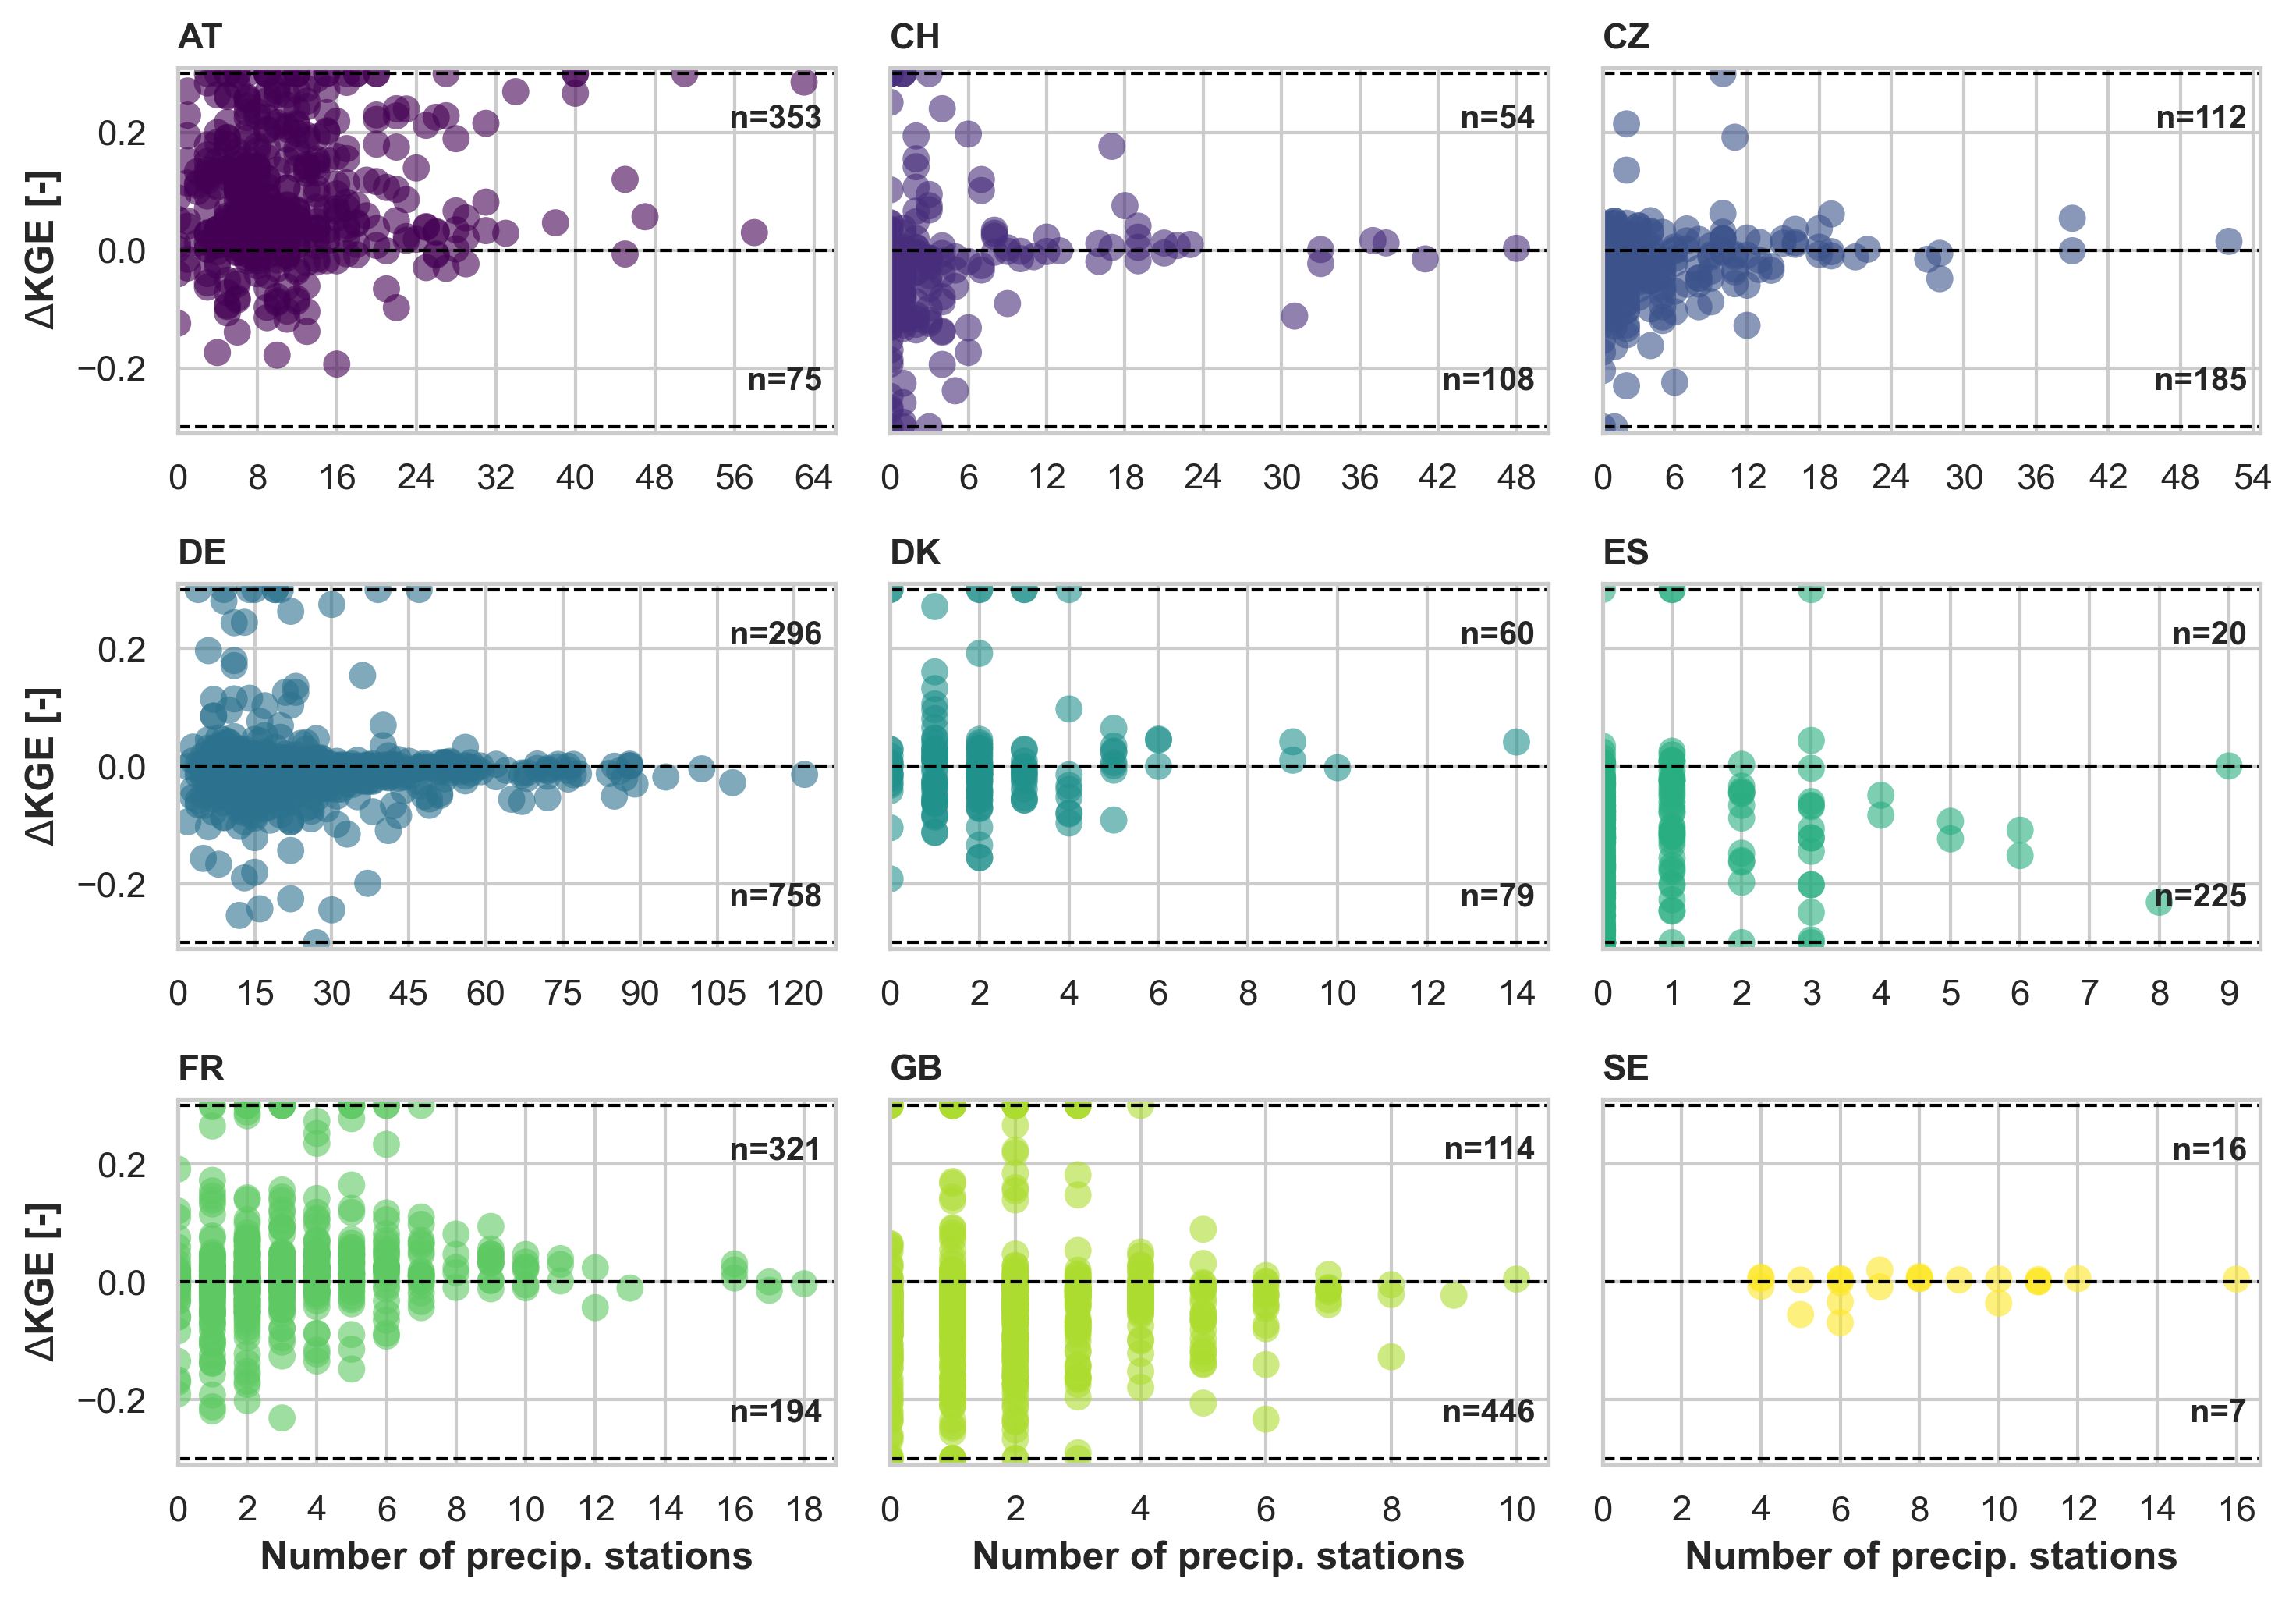 AT
CH
CZ
ΔKGE [-]
0.2
0.0
−0.2
n=353
n=75
n=54
n=108
n=112
n=185
0 8 16 24 32 40 48 56 64
0 6 12 18 24 30 36 42 48
0 6 12 18 24 30 36 42 48 54
DE
DK
ES
ΔKGE [-]
0.2
0.0
−0.2
n=296
n=758
n=60
n=79
n=20
n=225
0 15 30 45 60 75 90 105 120
0 2 4 6 8 10 12 14
0 1 2 3 4 5 6 7 8 9
FR
GB
SE
ΔKGE [-]
0.2
0.0
−0.2
n=321
n=194
n=114
n=446
n=16
n=7
0 2 4 6 8 10 12 14 16 18
0 2 4 6 8 10
0 2 4 6 8 10 12 14 16
Number of precip. stations
Number of precip. stations
Number of precip. stations